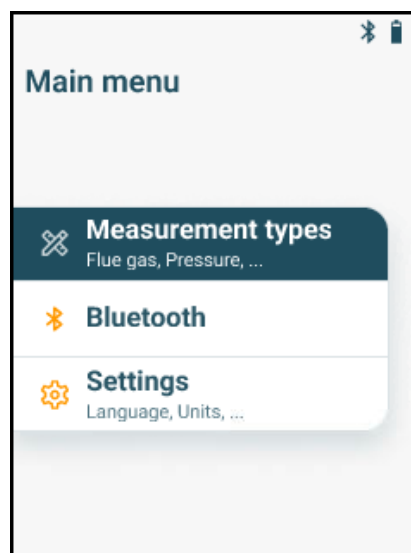 Main menu
Measurement types
Flue gas, Pressure, ...
Bluetooth
Settings
Language, Units, ...